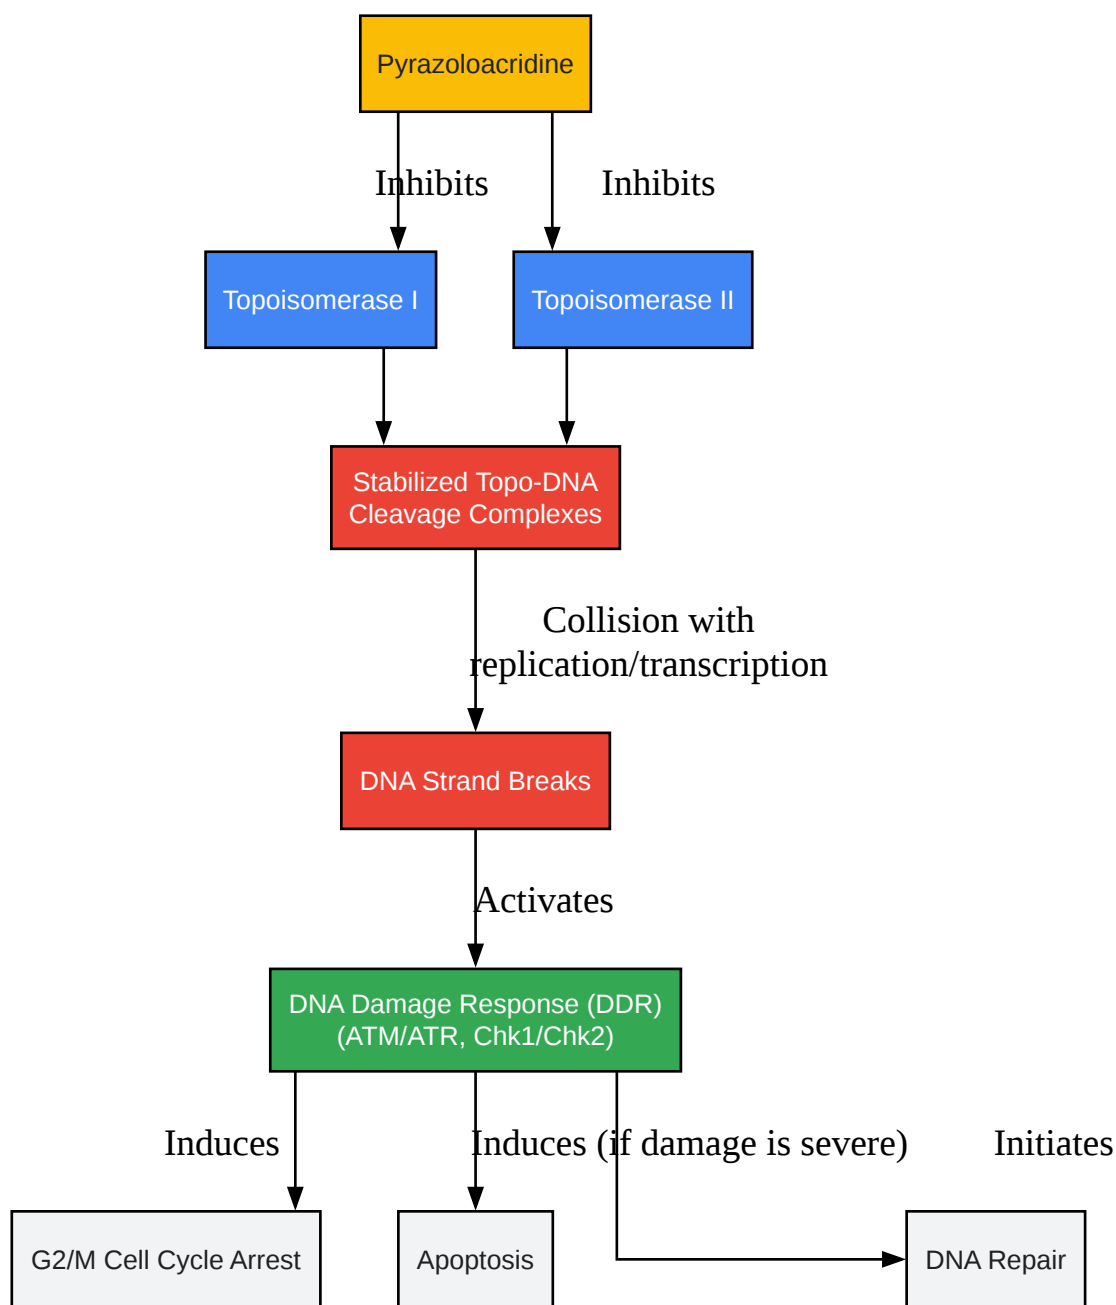 Pyrazoloacridine
Inhibits
Inhibits
Topoisomerase I
Topoisomerase II
Stabilized Topo-DNA
Cleavage Complexes
Collision with
replication/transcription
DNA Strand Breaks
Activates
DNA Damage Response (DDR)
(ATM/ATR, Chk1/Chk2)
Induces
Induces (if damage is severe)
Initiates
G2/M Cell Cycle Arrest
Apoptosis
DNA Repair